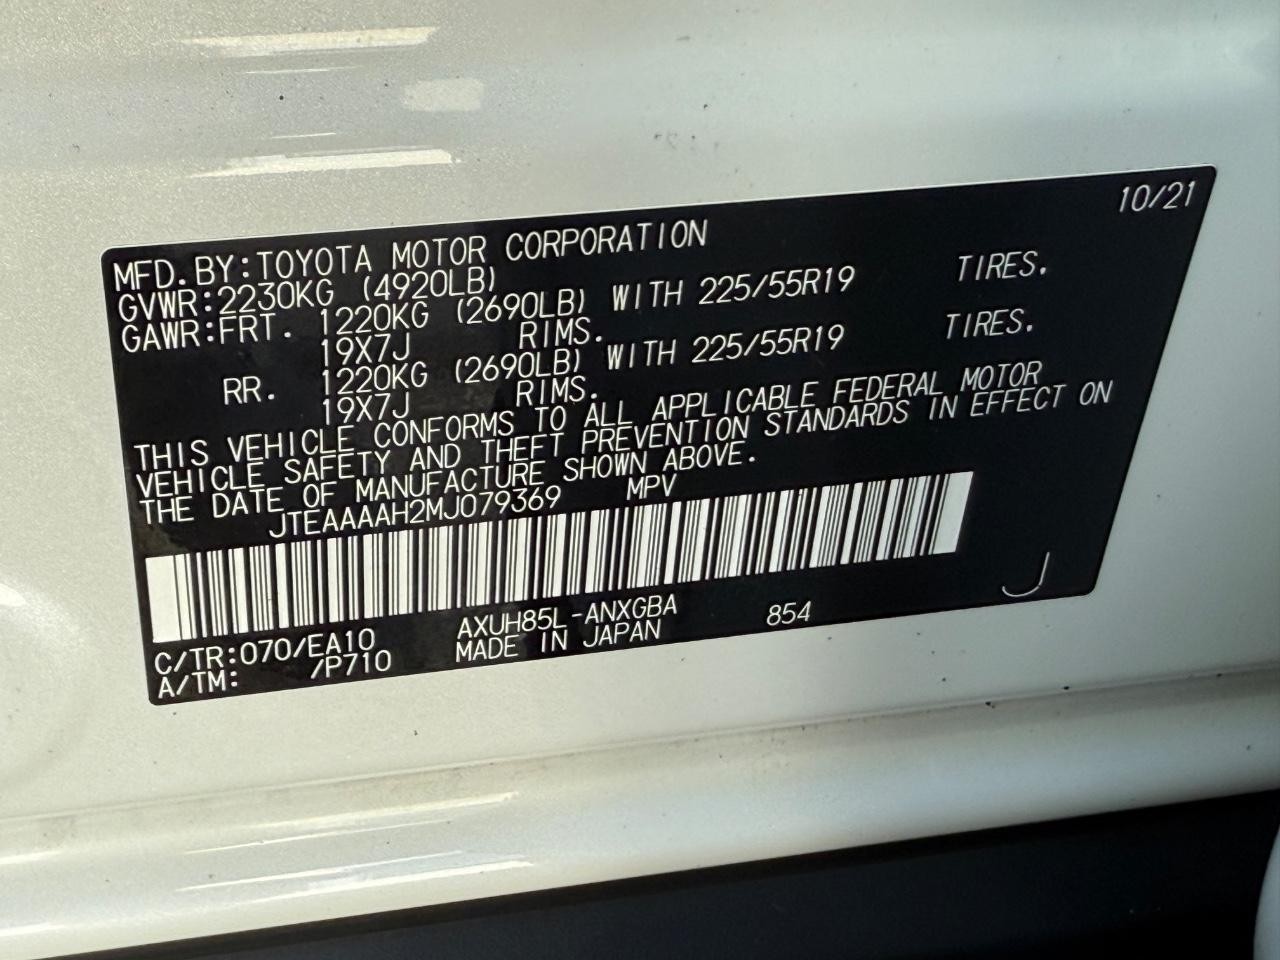 10/21
MFD. BY:TOYOTA MOTOR CORPORATION
GVWR:2230KG (4920LB)
GAWR:FRT. 1220KG (2690LB) WITH 225/55R19 TIRES.
19X7J RIMS.
RR. 1220KG (2690LB) WITH 225/55R19 TIRES.
19X7J RIMS.
THIS VEHICLE CONFORMS TO ALL APPLICABLE FEDERAL MOTOR
VEHICLE SAFETY AND THEFT PREVENTION STANDARDS IN EFFECT ON
THE DATE OF MANUFACTURE SHOWN ABOVE.
JTEAAAAH2MJ079369 MPV
C/TR:070/EA10 AXUH85L-ANXGBA 854 J
A/TM: /P710 MADE IN JAPAN